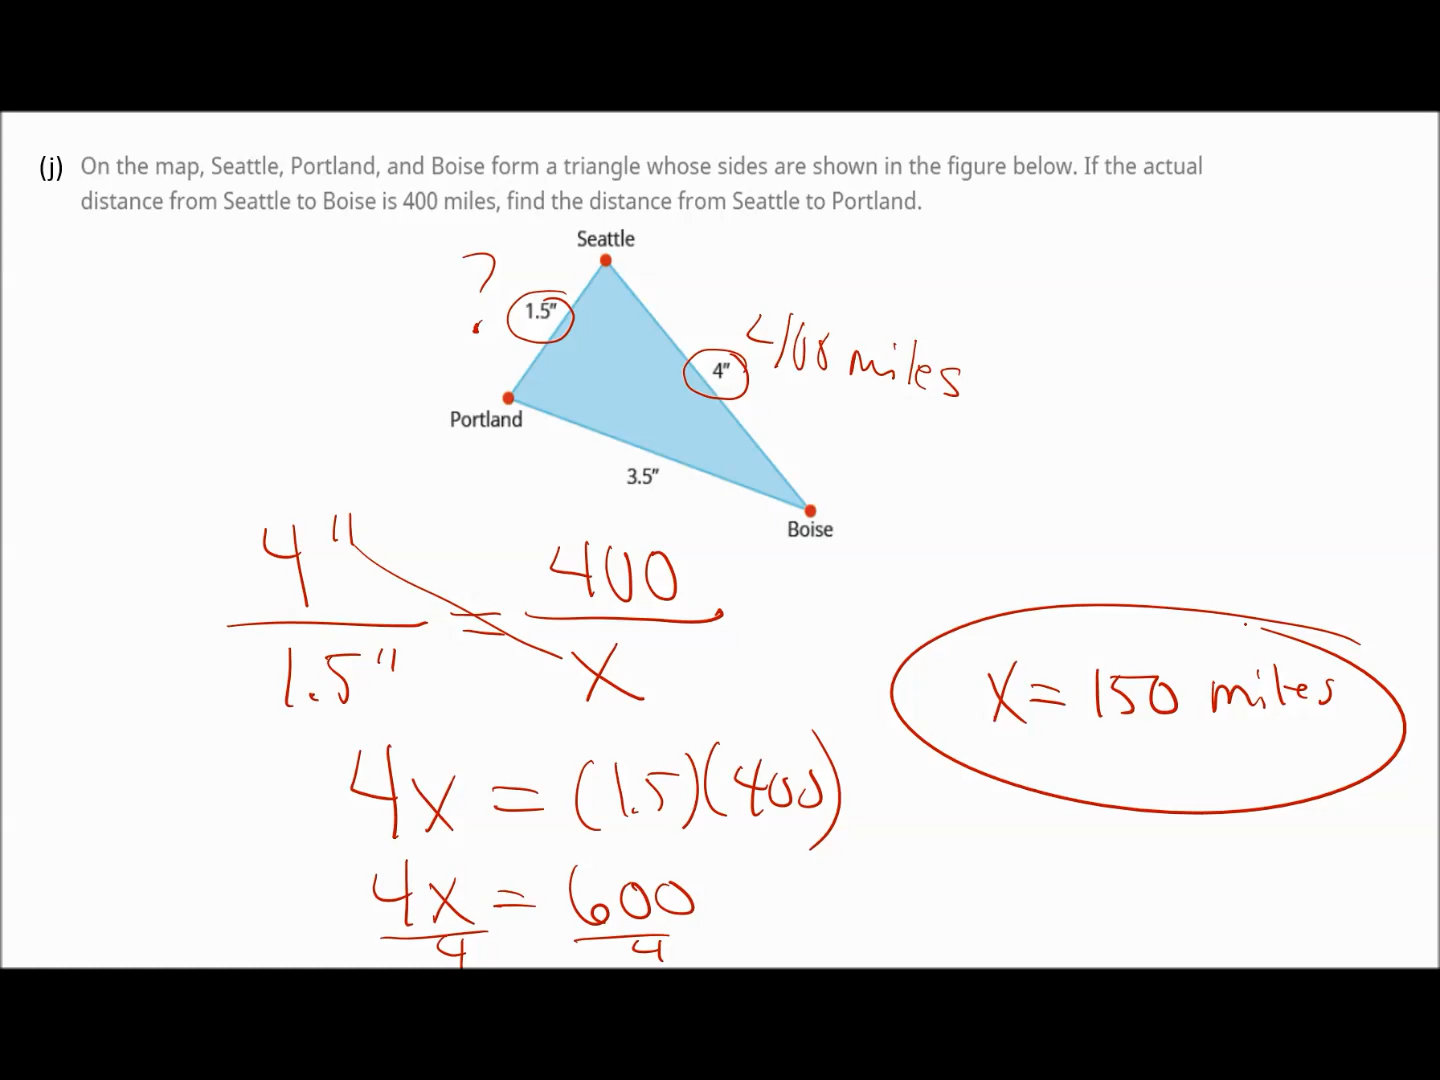 (j) On the map, Seattle, Portland, and Boise form a triangle whose sides are shown in the figure below. If the actual
distance from Seattle to Boise is 400 miles, find the distance from Seattle to Portland.
Seattle
?
1.5″
4″
400 miles
Portland
3.5″
Boise
4" = 400
1.5" x
x = 150 miles
4x = (1.5)(400)
4x = 600
4 4